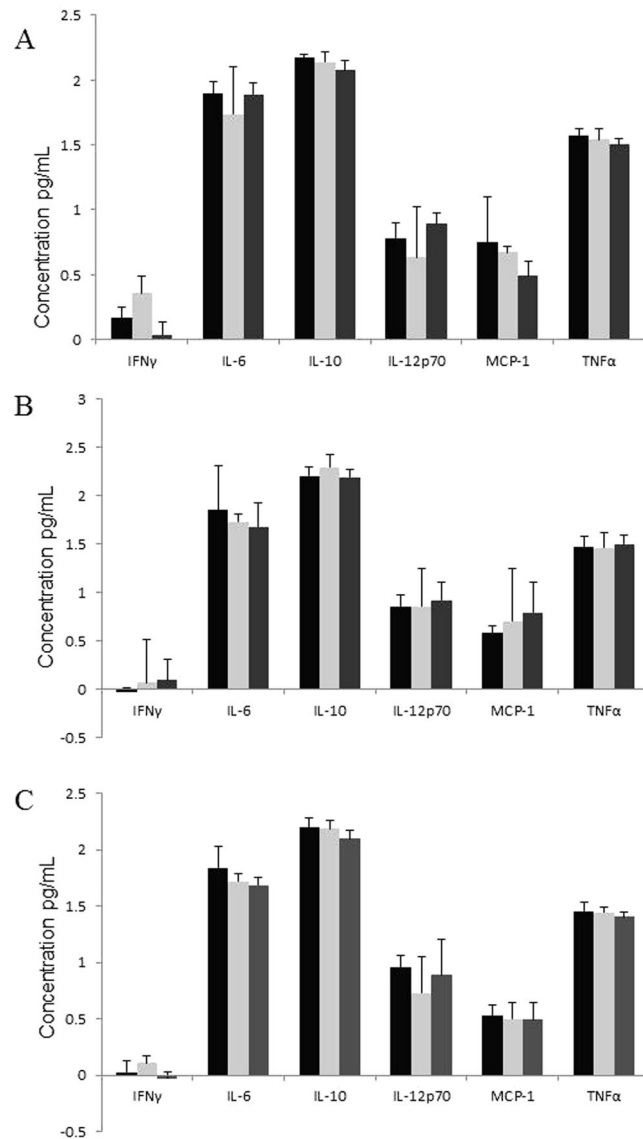 A
Concentration pg/mL
2.5
2
1.5
1
0.5
0
IFNγ IL-6 IL-10 IL-12p70 MCP-1 TNFα
B
Concentration pg/mL
3
2.5
2
1.5
1
0.5
0
-0.5
IFNγ IL-6 IL-10 IL-12p70 MCP-1 TNFα
C
Concentration pg/mL
2.5
2
1.5
1
0.5
0
-0.5
IFNγ IL-6 IL-10 IL-12p70 MCP-1 TNFα